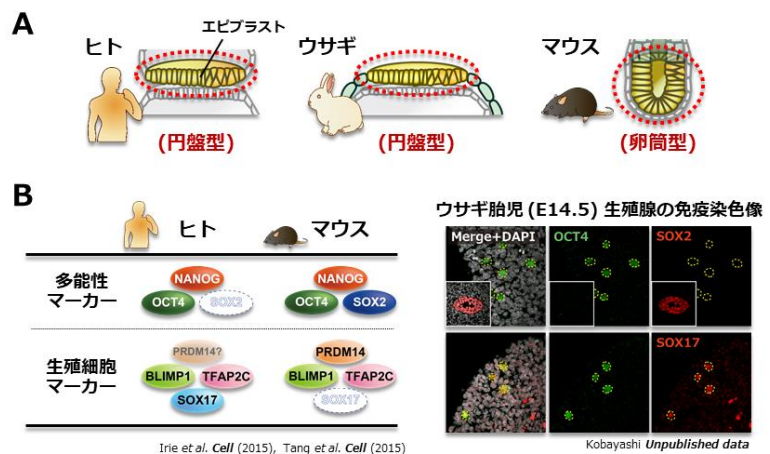 A
ヒト
エピブラスト
ウサギ
マウス
(円盤型)
(円盤型)
(卵筒型)
B
ヒト
マウス
多能性
マーカー
NANOG
OCT4
SOX2
NANOG
OCT4
SOX2
生殖細胞
マーカー
PRDM14?
BLIMP1
TFAP2C
SOX17
PRDM14
BLIMP1
TFAP2C
SOX17
Irie et al. Cell (2015), Tang et al. Cell (2015)
ウサギ胎児 (E14.5) 生殖腺の免疫染色像
Merge+DAPI
OCT4
SOX2
SOX17
Kobayashi Unpublished data